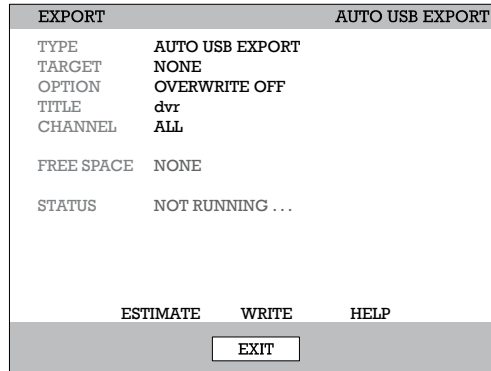 EXPORT AUTO USB EXPORT
TYPE AUTO USB EXPORT
TARGET NONE
OPTION OVERWRITE OFF
TITLE dvr
CHANNEL ALL
FREE SPACE NONE
STATUS NOT RUNNING . . .
ESTIMATE WRITE HELP
EXIT